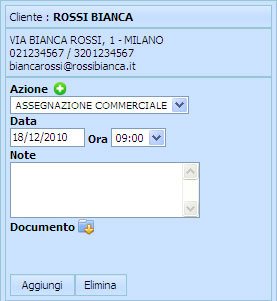 Cliente : ROSSI BIANCA
VIA BIANCA ROSSI, 1 - MILANO
021234567 / 3201234567
biancarossi@rossibianca.it
Azione
ASSEGNAZIONE COMMERCIALE
Data
18/12/2010 Ora 09:00
Note
Documento
Aggiungi Elimina